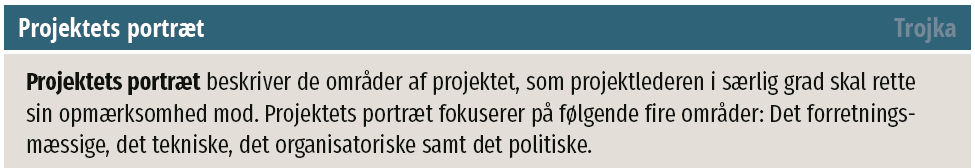 Projektets portræt Trojka
Projektets portræt beskriver de områder af projektet, som projektlederen i særlig grad skal rette
sin opmærksomhed mod. Projektets portræt fokuserer på følgende fire områder: Det forretnings-
mæssige, det tekniske, det organisatoriske samt det politiske.